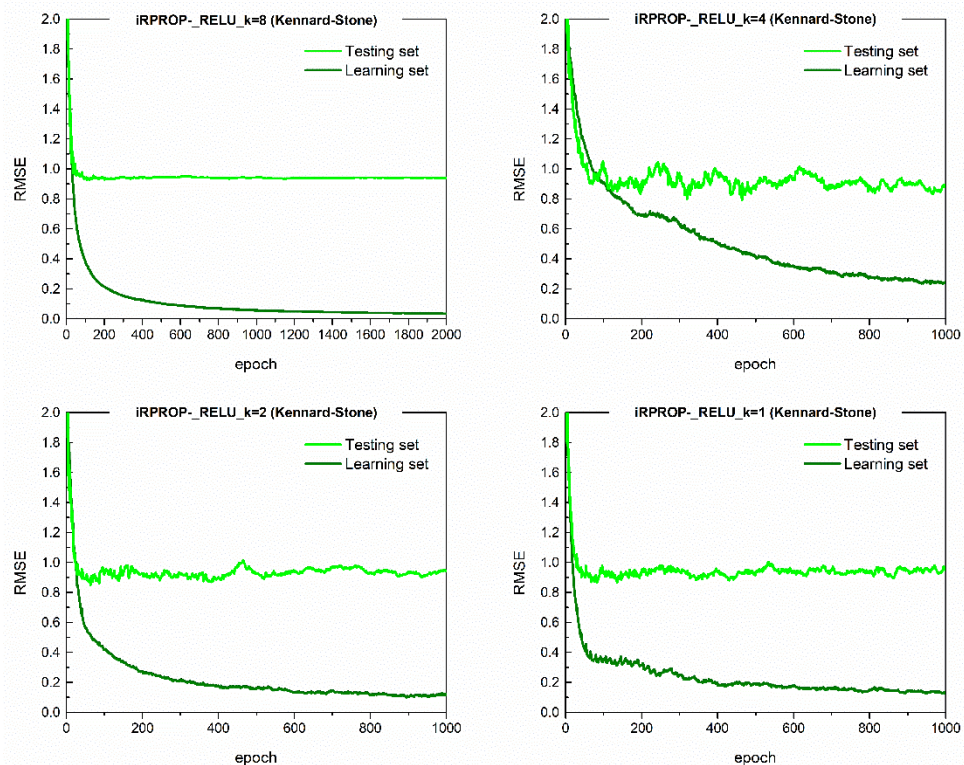 iRPROP-_RELU_k=8 (Kennard-Stone)
Testing set
Learning set
RMSE
2.0
1.8
1.6
1.4
1.2
1.0
0.8
0.6
0.4
0.2
0.0
0 200 400 600 800 1000 1200 1400 1600 1800 2000
epoch
iRPROP-_RELU_k=4 (Kennard-Stone)
Testing set
Learning set
RMSE
2.0
1.8
1.6
1.4
1.2
1.0
0.8
0.6
0.4
0.2
0.0
0 200 400 600 800 1000
epoch
iRPROP-_RELU_k=2 (Kennard-Stone)
Testing set
Learning set
RMSE
2.0
1.8
1.6
1.4
1.2
1.0
0.8
0.6
0.4
0.2
0.0
0 200 400 600 800 1000
epoch
iRPROP-_RELU_k=1 (Kennard-Stone)
Testing set
Learning set
RMSE
2.0
1.8
1.6
1.4
1.2
1.0
0.8
0.6
0.4
0.2
0.0
0 200 400 600 800 1000
epoch